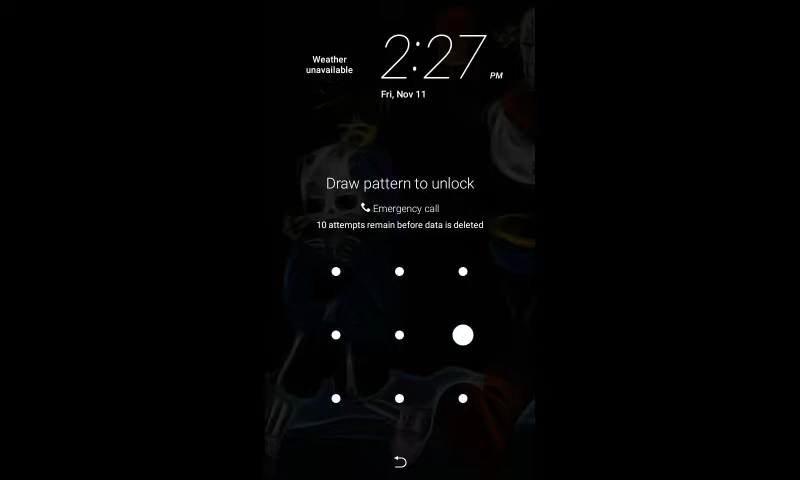 Weather
unavailable
2:27 PM
Fri, Nov 11
Draw pattern to unlock
Emergency call
10 attempts remain before data is deleted